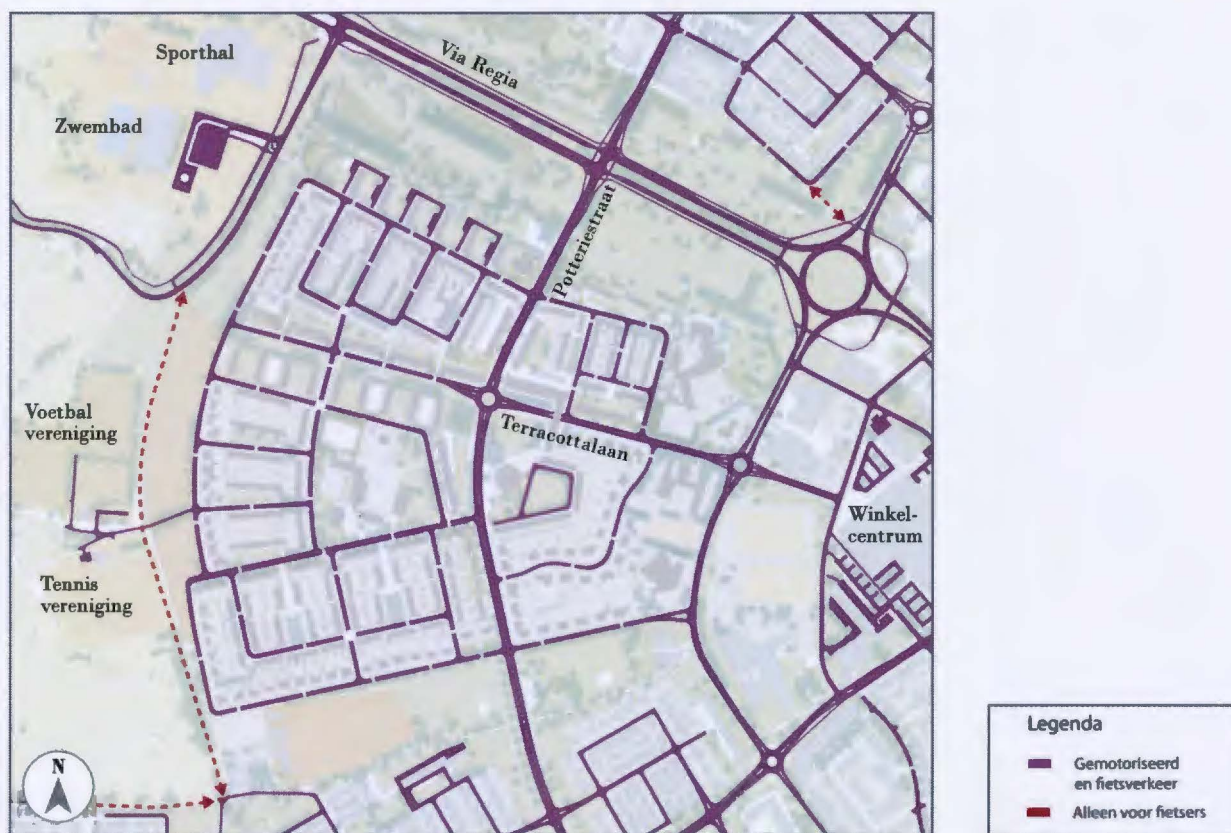 Sporthal
Via Regia
Zwembad
Potteriestraat
Voetbal
vereniging
Terracottalaan
Winkel-
centrum
Tennis
vereniging
N
Legenda
Gemotoriseerd
en fietsverkeer
Alleen voor fietsers